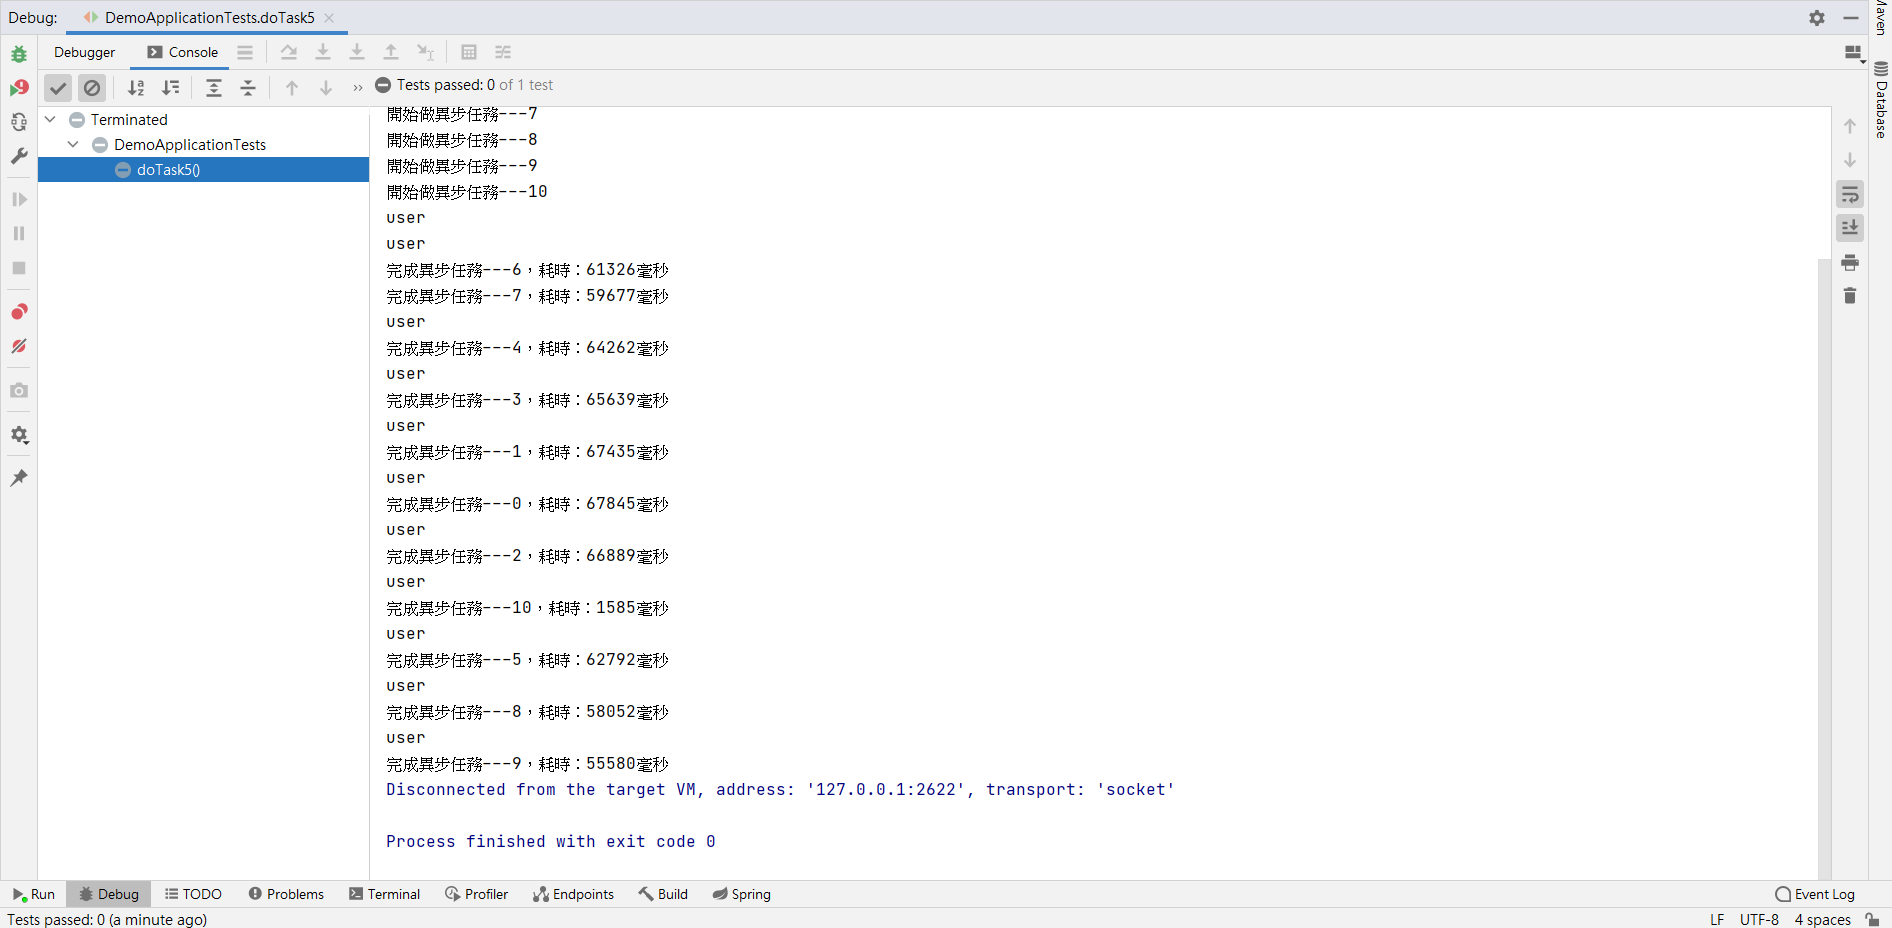 Debug: DemoApplicationTests.doTask5
Debugger Console
Tests passed: 0 of 1 test
Terminated
DemoApplicationTests
doTask5()
開始做異步任務---7
開始做異步任務---8
開始做異步任務---9
開始做異步任務---10
user
user
完成異步任務---6，耗時：61326毫秒
完成異步任務---7，耗時：59677毫秒
user
完成異步任務---4，耗時：64262毫秒
user
完成異步任務---3，耗時：65639毫秒
user
完成異步任務---1，耗時：67435毫秒
user
完成異步任務---0，耗時：67845毫秒
user
完成異步任務---2，耗時：66889毫秒
user
完成異步任務---10，耗時：1585毫秒
user
完成異步任務---5，耗時：62792毫秒
user
完成異步任務---8，耗時：58052毫秒
user
完成異步任務---9，耗時：55580毫秒
Disconnected from the target VM, address: '127.0.0.1:2622', transport: 'socket'
Process finished with exit code 0
Maven
Database
Run Debug TODO Problems Terminal Profiler Endpoints Build Spring Event Log
Tests passed: 0 (a minute ago) LF UTF-8 4 spaces